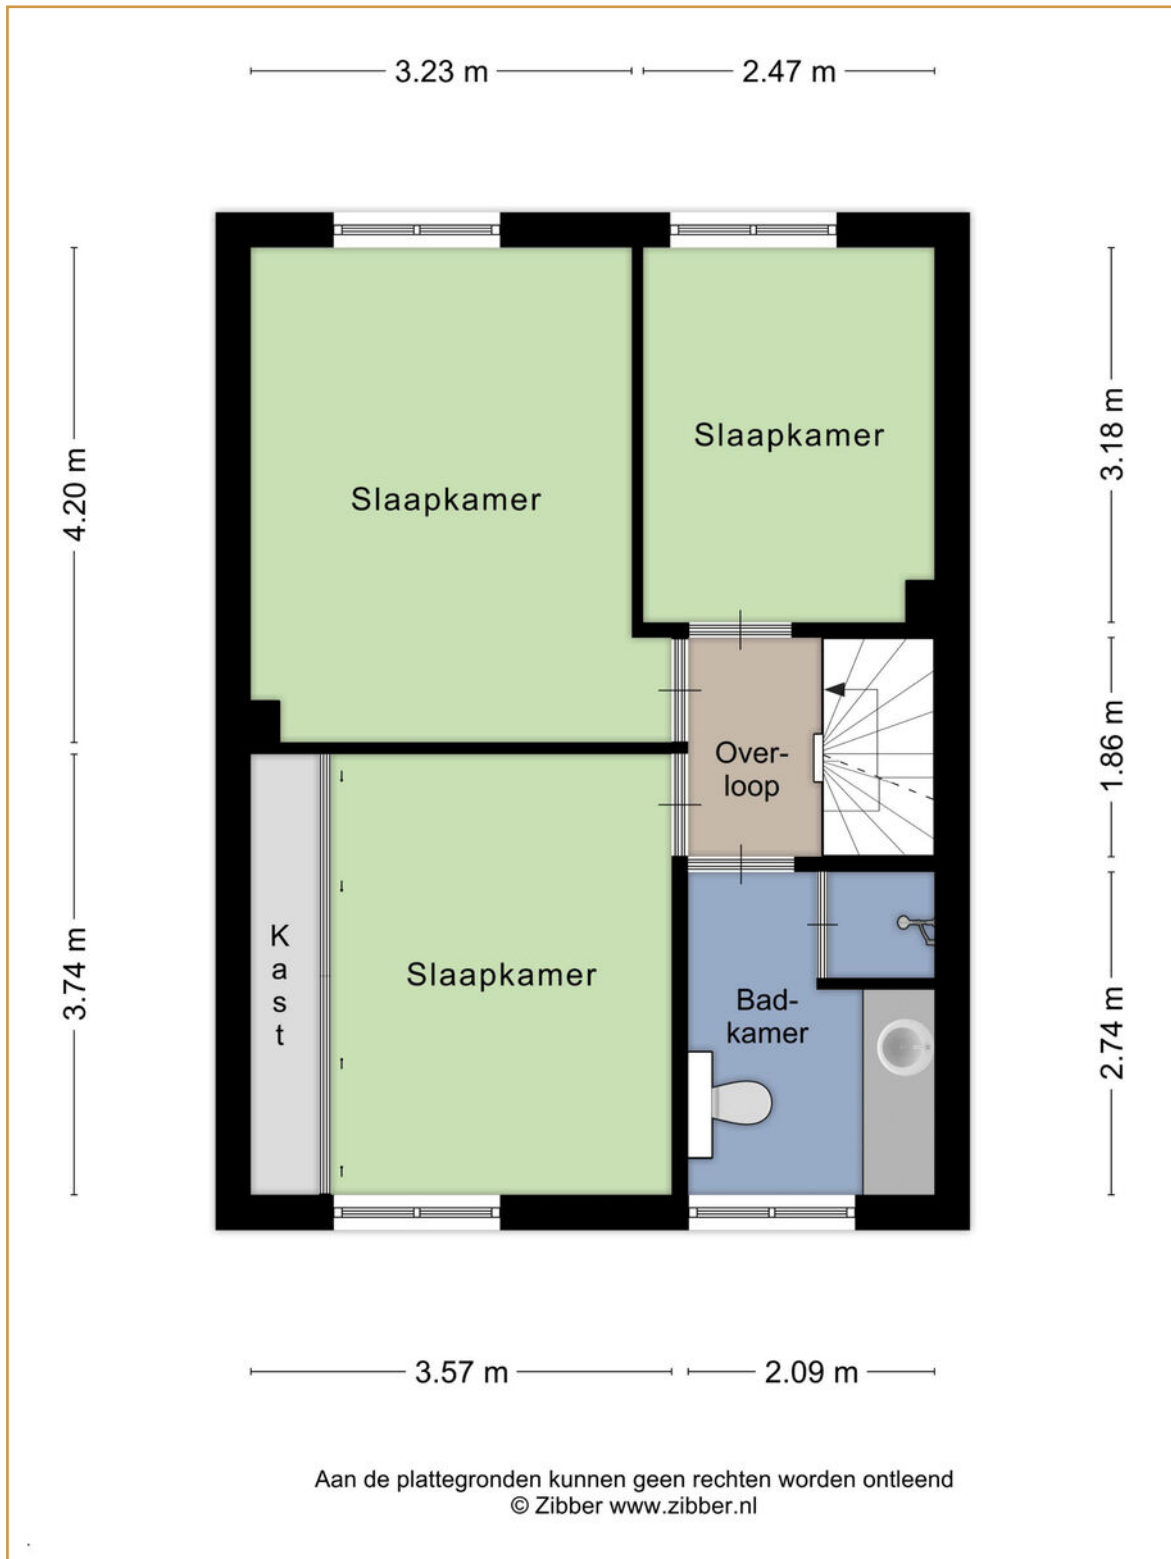 3.23 m
2.47 m
4.20 m
3.18 m
Slaapkamer
Slaapkamer
1.86 m
Over-
loop
3.74 m
K
a
s
t
Slaapkamer
Bad-
kamer
2.74 m
3.57 m
2.09 m
Aan de plattegronden kunnen geen rechten worden ontleend
© Zibber www.zibber.nl